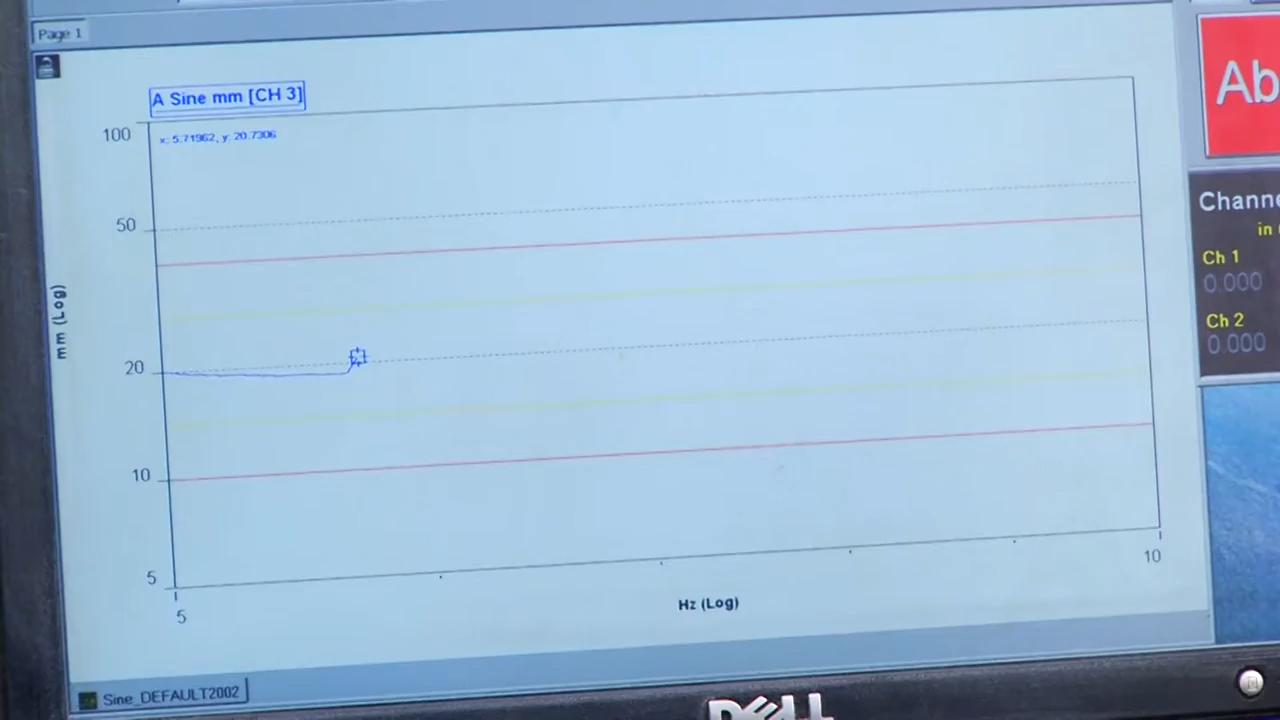 Page 1
A Sine mm [CH 3]
x: 5.71962, y: 20.7306
100
50
20
10
5
mm (Log)
5
10
Hz (Log)
Sine_DEFAULT2002
Ab
Channe
in
Ch 1
0.000
Ch 2
0.000
DELL